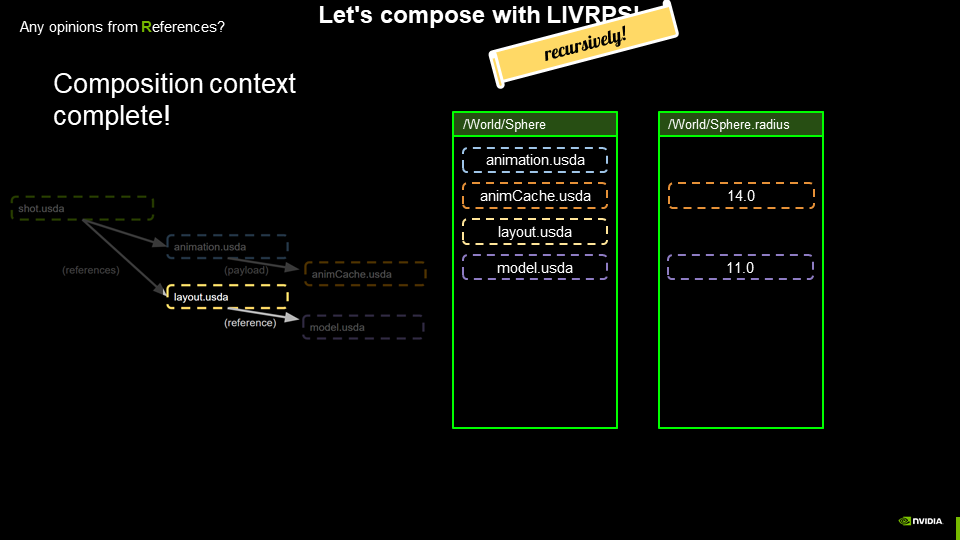 Any opinions from References?
Let's compose with LIVRPS!
recursively!
Composition context
complete!
shot.usda
(references)
animation.usda
(payload)
animCache.usda
layout.usda
(reference)
model.usda
/World/Sphere
animation.usda
animCache.usda
layout.usda
model.usda
/World/Sphere.radius
14.0
11.0
NVIDIA